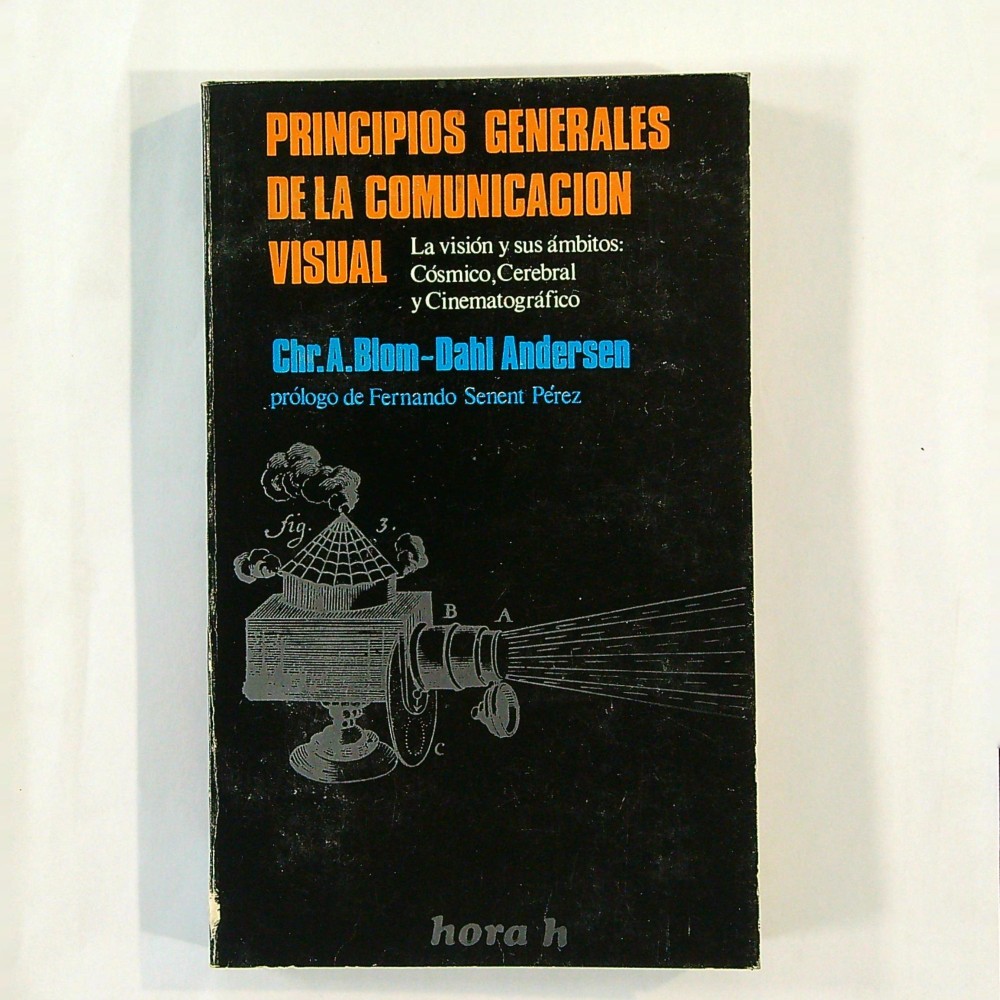 PRINCIPIOS GENERALES
DE LA COMUNICACION
VISUAL
La visión y sus ámbitos:
Cósmico, Cerebral
y Cinematográfico
Chr. A. Blom-Dahl Andersen
prólogo de Fernando Senent Pérez
fig. 3.
B
A
C
hora h